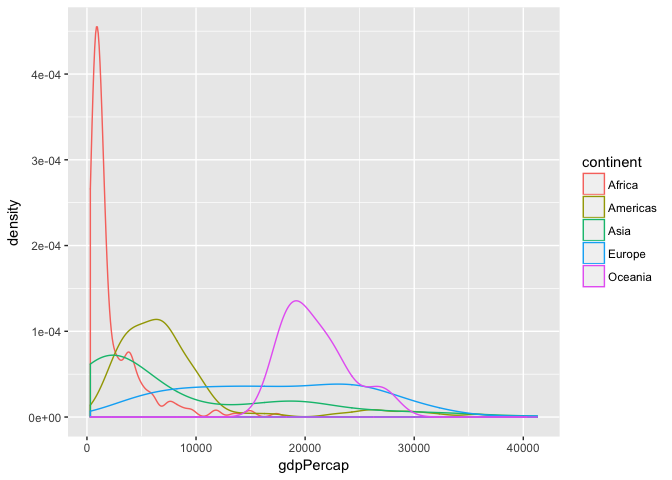 4e-04
3e-04
2e-04
1e-04
0e+00
density
0
10000
20000
30000
40000
gdpPercap
continent
Africa
Americas
Asia
Europe
Oceania